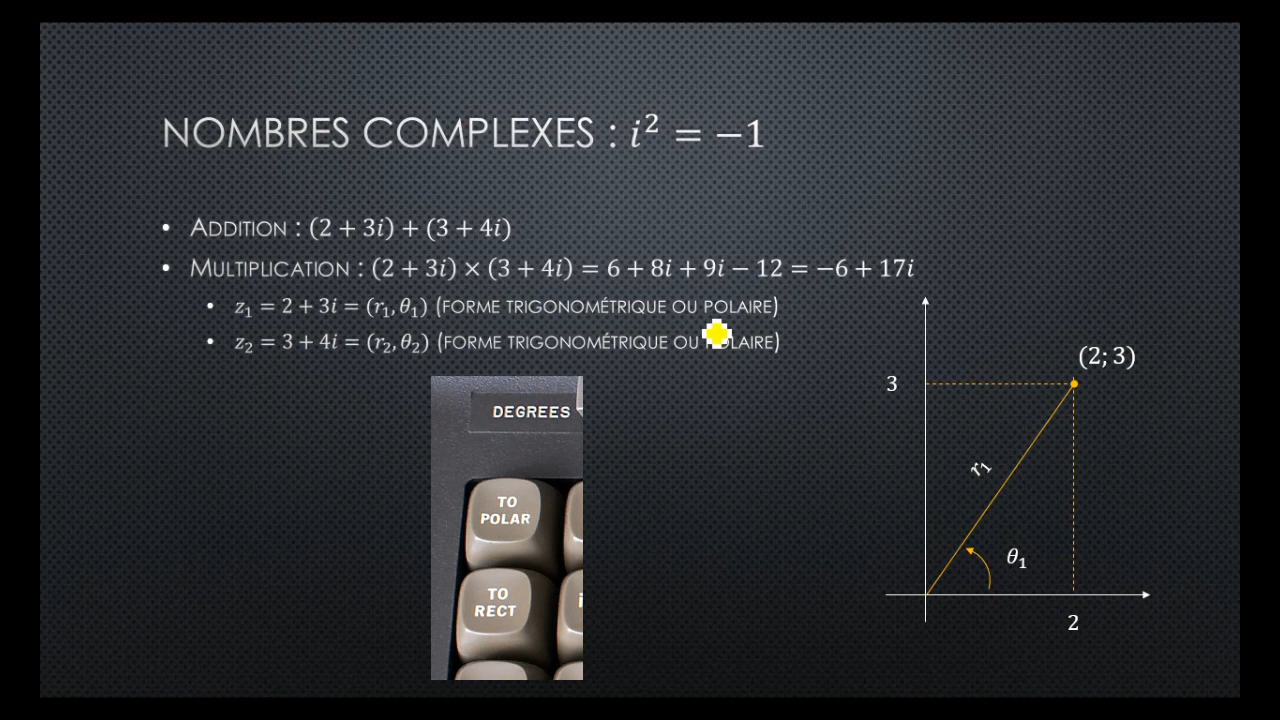 NOMBRES COMPLEXES : i² = −1
• ADDITION : (2 + 3i) + (3 + 4i)
• MULTIPLICATION : (2 + 3i) × (3 + 4i) = 6 + 8i + 9i − 12 = −6 + 17i
• z₁ = 2 + 3i = (r₁, θ₁) (FORME TRIGONOMÉTRIQUE OU POLAIRE)
• z₂ = 3 + 4i = (r₂, θ₂) (FORME TRIGONOMÉTRIQUE OU POLAIRE)
DEGREES
TO
POLAR
TO
RECT
(2; 3)
3
r₁
θ₁
2